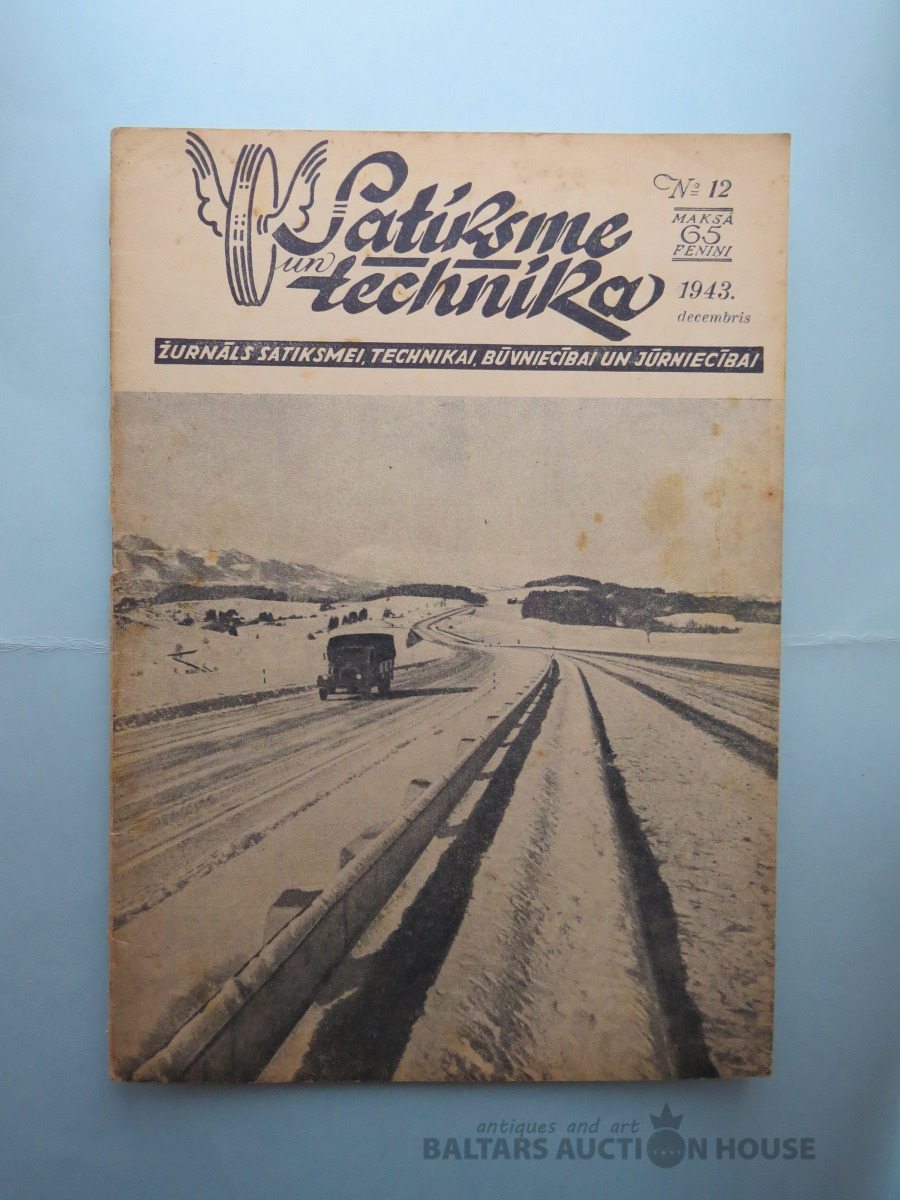 Satiksme
un
technika
№ 12
MAKSĀ
65
FENIŅI
1943.
decembris
ŽURNĀLS SATIKSMEI, TECHNIKAI, BŪVNIECĪBAI UN JŪRNIECĪBAI
antiques and art
BALTARS AUCTION HOUSE